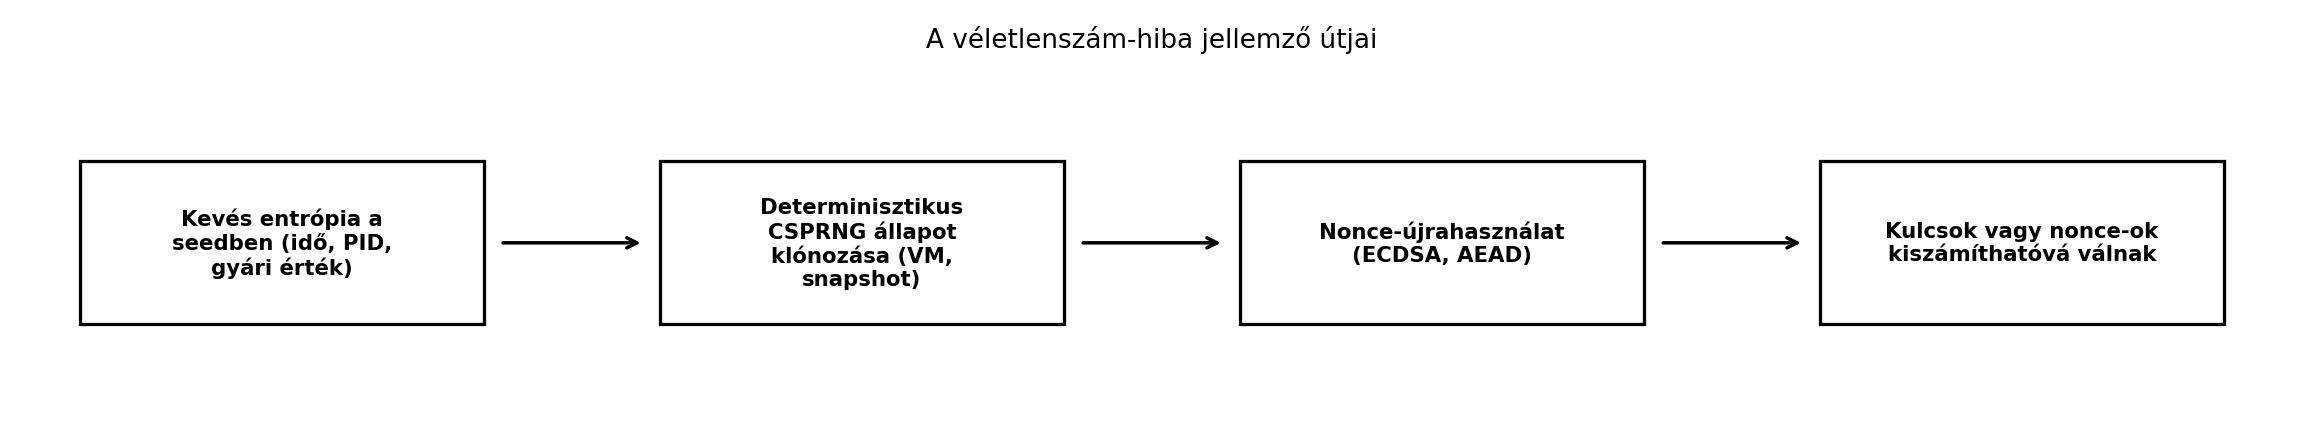 A véletlenszám-hiba jellemző útjai
Kevés entrópia a
seedben (idő, PID,
gyári érték)
Determinisztikus
CSPRNG állapot
klónozása (VM,
snapshot)
Nonce-újrahasználat
(ECDSA, AEAD)
Kulcsok vagy nonce-ok
kiszámíthatóvá válnak